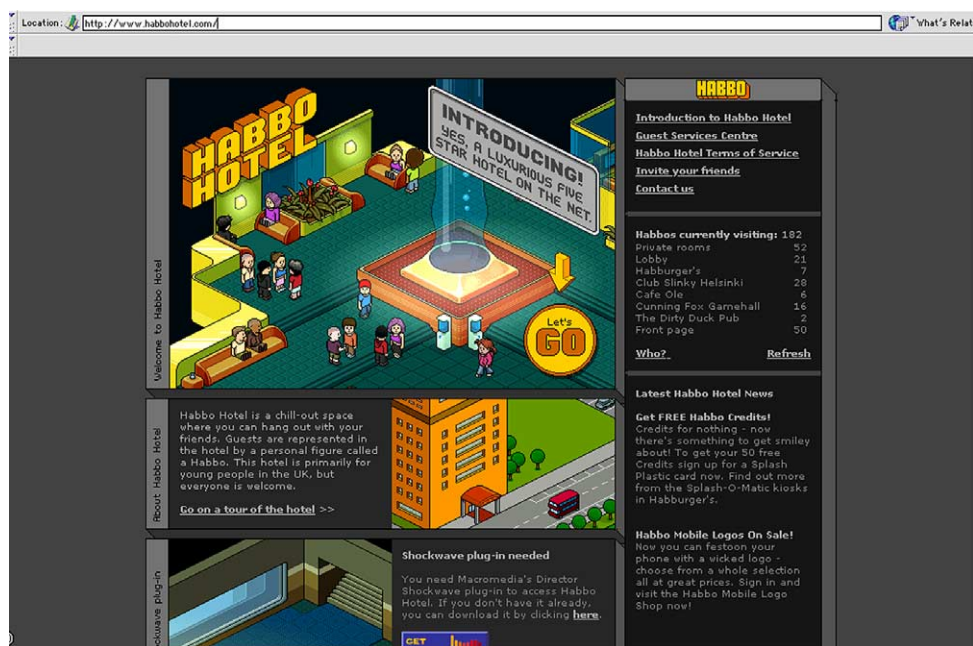 Location: http://www.habbohotel.com/
What's Relat
HABBO
HOTEL
INTRODUCING!
YES, A LUXURIOUS FIVE
STAR HOTEL ON THE NET.
Let's
GO
Welcome to Habbo Hotel
About Habbo Hotel
Habbo Hotel is a chill-out space
where you can hang out with your
friends. Guests are represented in
the hotel by a personal figure called
a Habbo. This hotel is primarily for
young people in the UK, but
everyone is welcome.
Go on a tour of the hotel >>
ockwave plug-in
Shockwave plug-in needed
You need Macromedia's Director
Shockwave plug-in to access Habbo
Hotel. If you don't have it already,
you can download it by clicking here.
GET
HABBO
Introduction to Habbo Hotel
Guest Services Centre
Habbo Hotel Terms of Service
Invite your friends
Contact us
Habbos currently visiting: 182
Private rooms 52
Lobby 21
Habburger's 7
Club Slinky Helsinki 28
Cafe Ole 6
Cunning Fox Gamehall 16
The Dirty Duck Pub 2
Front page 50
Who? Refresh
Latest Habbo Hotel News
Get FREE Habbo Credits!
Credits for nothing - now
there's something to get smiley
about! To get your 50 free
Credits sign up for a Splash
Plastic card now. Find out more
from the Splash-O-Matic kiosks
in Habburger's.
Habbo Mobile Logos On Sale!
Now you can festoon your
phone with a wicked logo -
choose from a whole selection
all at great prices. Sign in and
visit the Habbo Mobile Logo
Shop now!